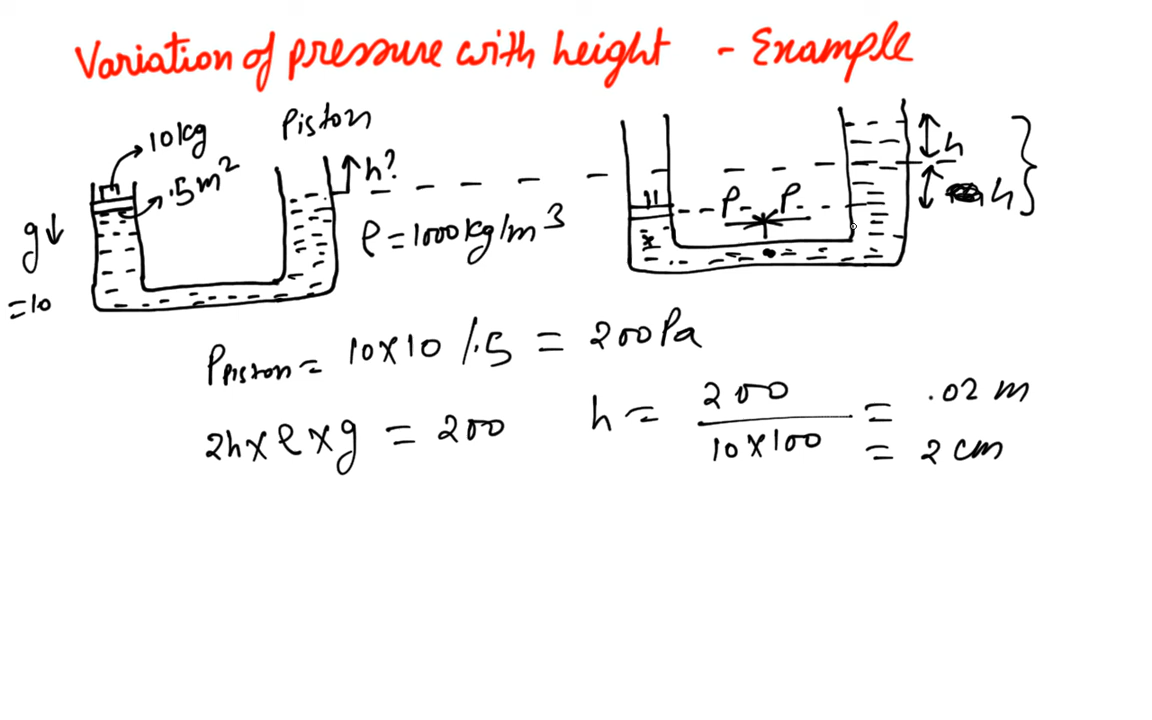 Variation of pressure with height - Example
10kg
Piston
.5m²
h?
g↓
=10
ρ=1000kg/m³
P P
h
h
P piston = 10×10 /.5 = 200Pa
2h×ρ×g = 200
h = 200 / 10×100 = .02 m
= 2 cm